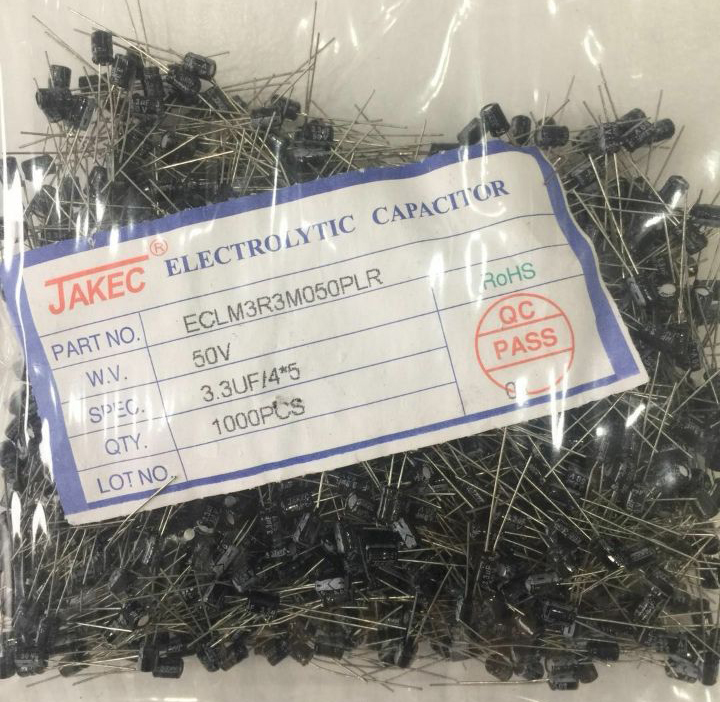 JAKEC® ELECTROLYTIC CAPACITOR
PART NO. ECLM3R3M050PLR
W.V. 50V
SPEC. 3.3UF/4*5
QTY. 1000PCS
LOT NO.
RoHS
QC
PASS